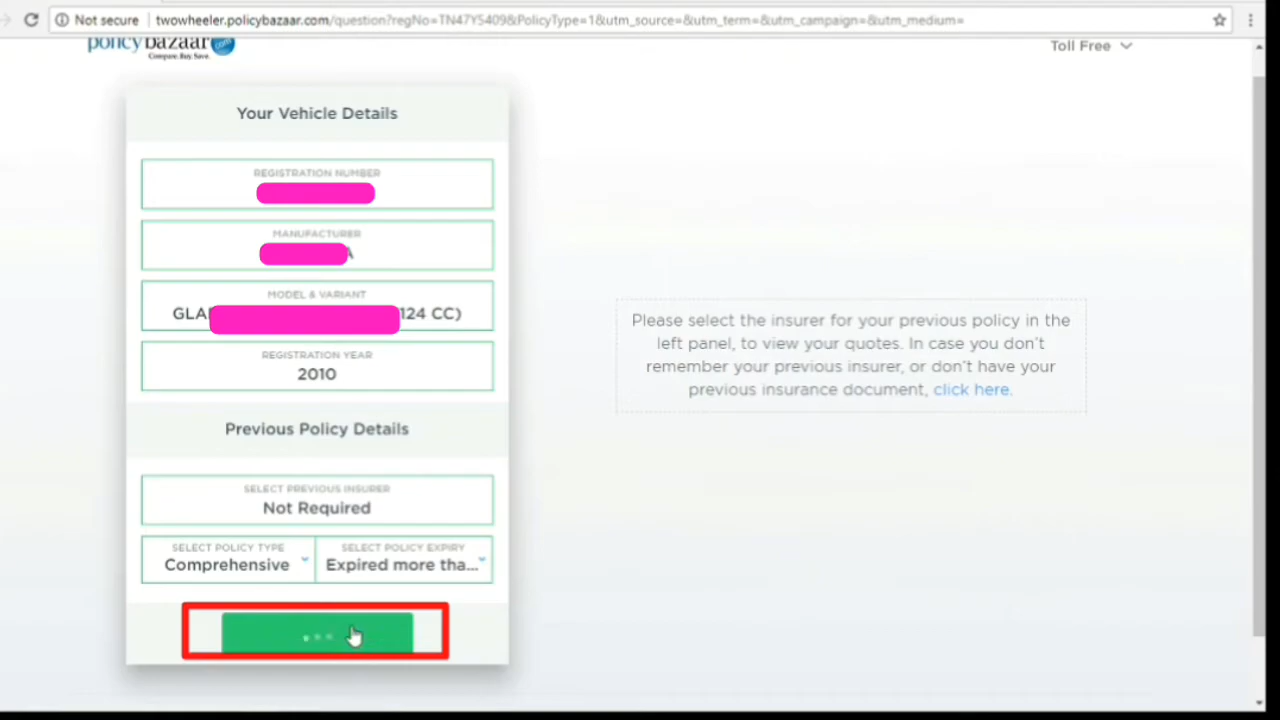 Not secure twowheeler.policybazaar.com/question?regNo=TN47Y5409&PolicyType=1&utm_source=&utm_term=&utm_campaign=&utm_medium=
policybazaar.com
Compare. Buy. Save.
Toll Free
Your Vehicle Details
REGISTRATION NUMBER
MANUFACTURER
A
MODEL & VARIANT
GLA 124 CC)
REGISTRATION YEAR
2010
Please select the insurer for your previous policy in the
left panel, to view your quotes. In case you don't
remember your previous insurer, or don't have your
previous insurance document, click here.
Previous Policy Details
SELECT PREVIOUS INSURER
Not Required
SELECT POLICY TYPE
Comprehensive
SELECT POLICY EXPIRY
Expired more tha...